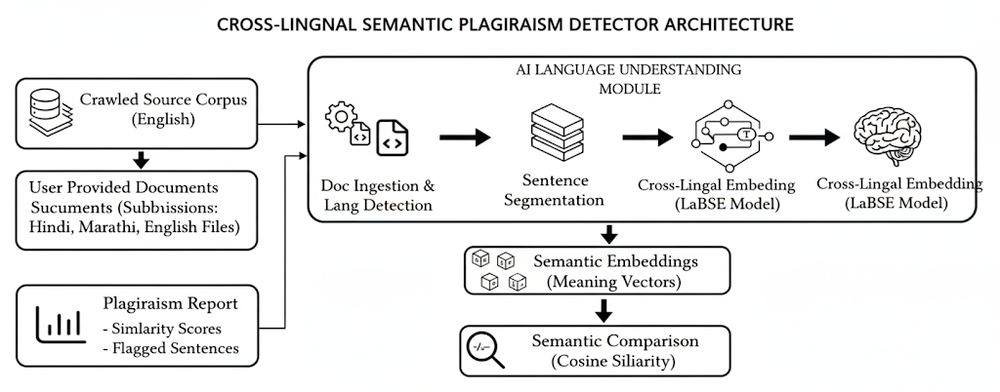 CROSS-LINGNAL SEMANTIC PLAGIRAISM DETECTOR ARCHITECTURE
Crawled Source Corpus
(English)
User Provided Documents
Sucuments (Subbıissions:
Hindi, Marathi, English Files)
Plagiraism Report
- Simlarity Scores
- Flagged Sentences
AI LANGUAGE UNDERSTANDING
MODULE
Doc Ingestion &
Lang Detection
Sentence
Segmentation
T
Cross-Lingal Embeding
(LaBSE Model)
Cross-Lingal Embedding
(LaBSE Model)
Semantic Embeddings
(Meaning Vectors)
Semantic Comparison
(Cosine Siliarity)